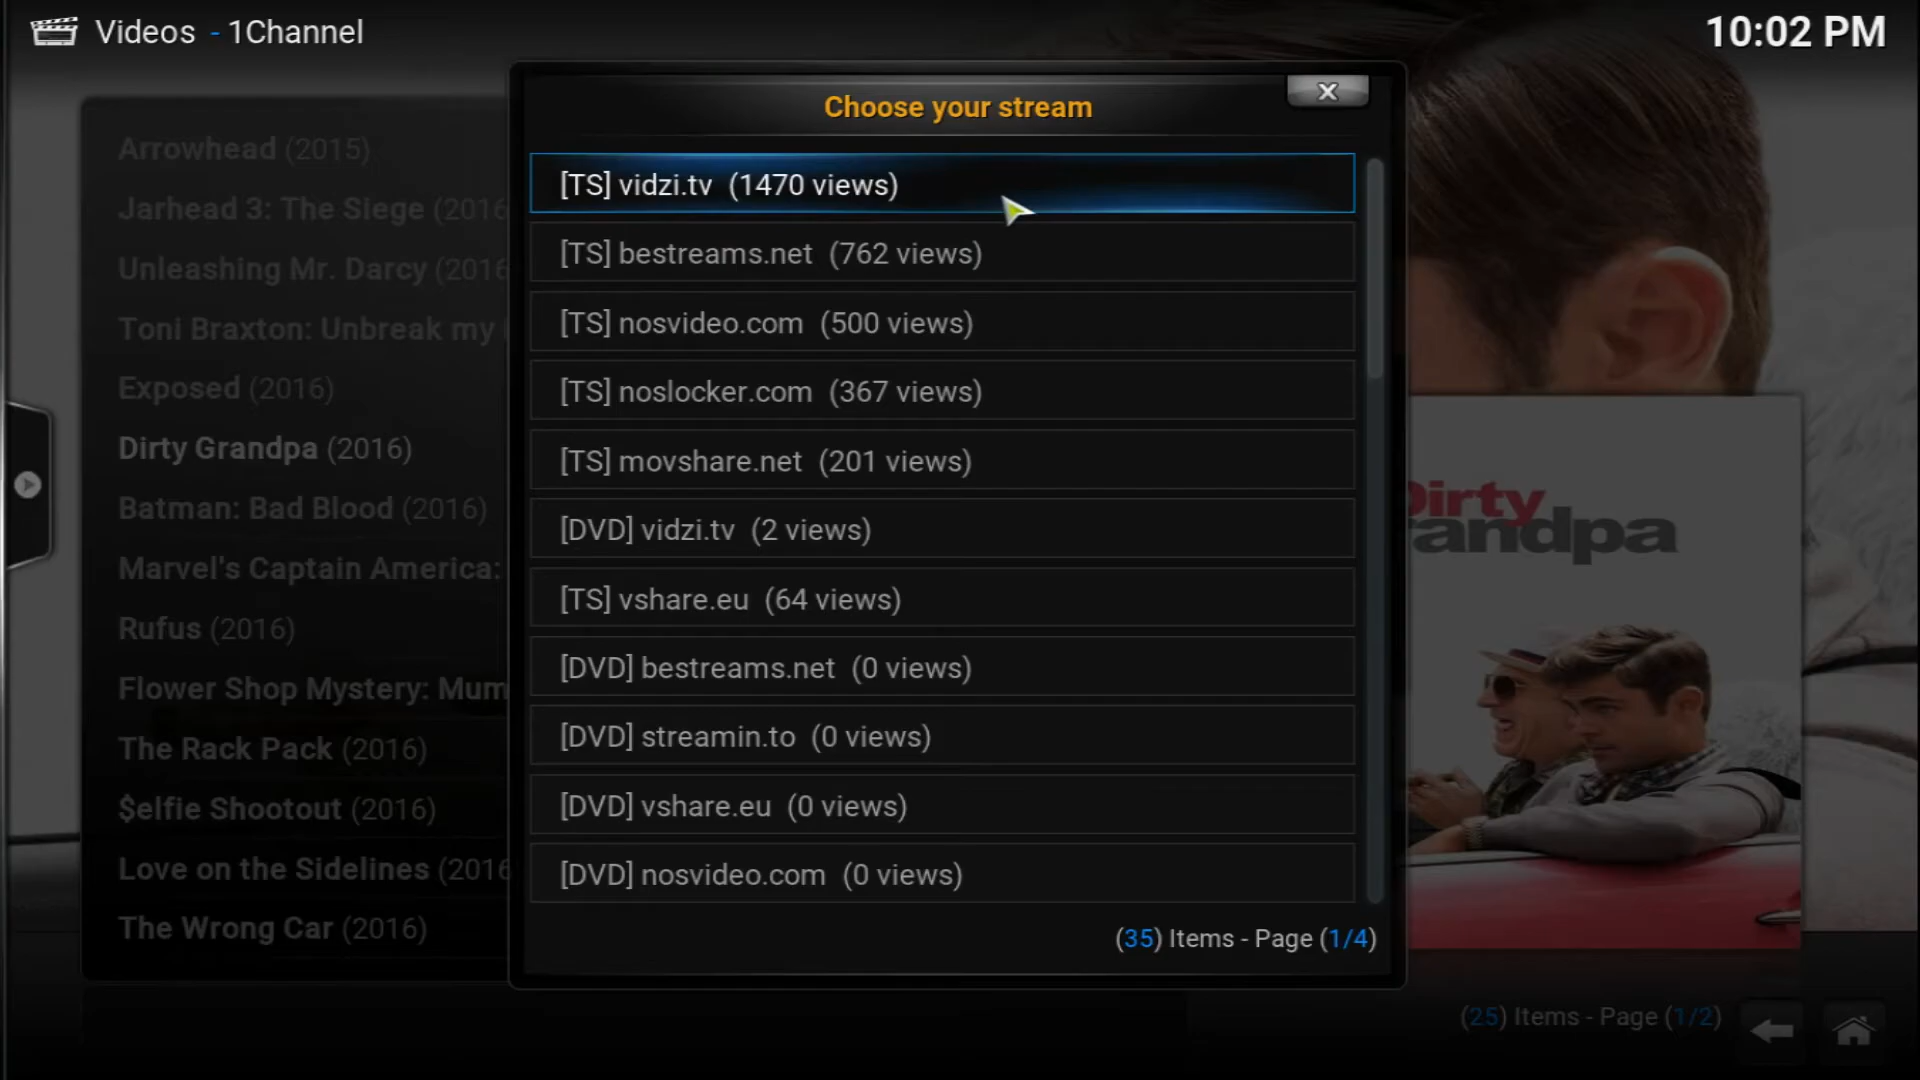 Videos - 1Channel
10:02 PM
Choose your stream
x
Arrowhead (2015)
Jarhead 3: The Siege (2016
Unleashing Mr. Darcy (2016
Toni Braxton: Unbreak my
Exposed (2016)
Dirty Grandpa (2016)
Batman: Bad Blood (2016)
Marvel's Captain America:
Rufus (2016)
Flower Shop Mystery: Mum
The Rack Pack (2016)
$elfie Shootout (2016)
Love on the Sidelines (2016
The Wrong Car (2016)
[TS] vidzi.tv (1470 views)
[TS] bestreams.net (762 views)
[TS] nosvideo.com (500 views)
[TS] noslocker.com (367 views)
[TS] movshare.net (201 views)
[DVD] vidzi.tv (2 views)
[TS] vshare.eu (64 views)
[DVD] bestreams.net (0 views)
[DVD] streamin.to (0 views)
[DVD] vshare.eu (0 views)
[DVD] nosvideo.com (0 views)
(35) Items - Page (1/4)
Dirty
andpa
(25) Items - Page (1/2)